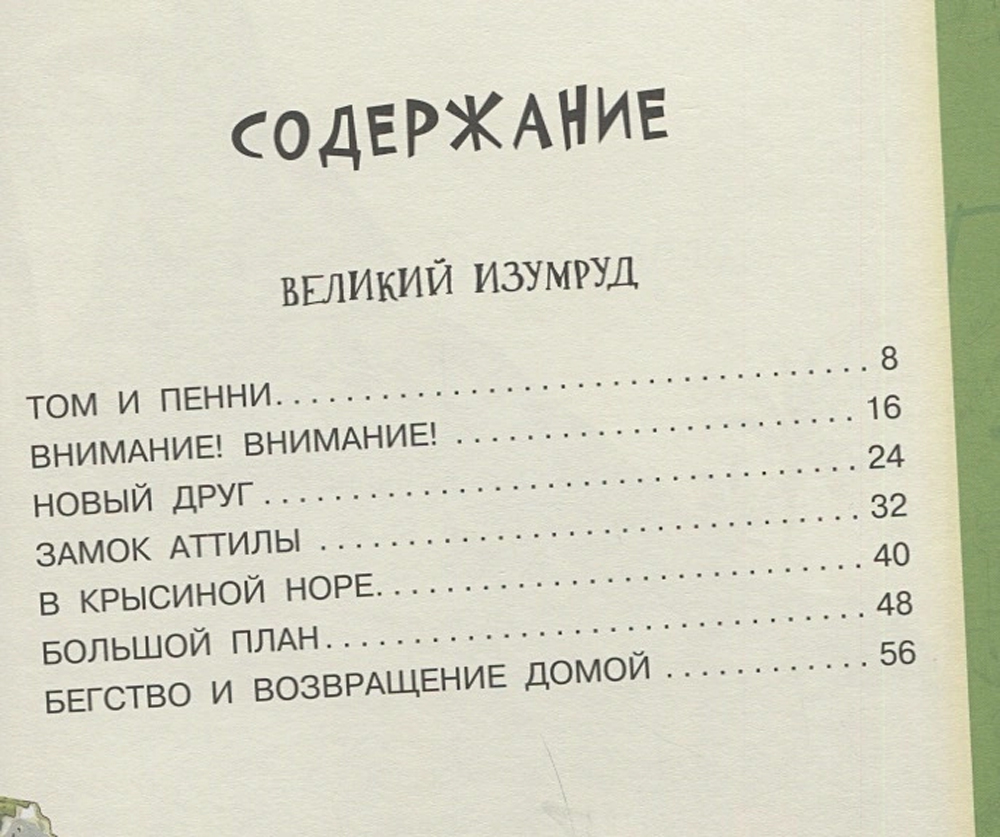 СОДЕРЖАНИЕ
ВЕЛИКИЙ ИЗУМРУД
ТОМ И ПЕННИ. . . . . . . . . . . . . . . . . . . . . . . . . . . . . . . . . . . . 8
ВНИМАНИЕ! ВНИМАНИЕ! . . . . . . . . . . . . . . . . . . . . . . . . 16
НОВЫЙ ДРУГ . . . . . . . . . . . . . . . . . . . . . . . . . . . . . . . . . . . . 24
ЗАМОК АТТИЛЫ . . . . . . . . . . . . . . . . . . . . . . . . . . . . . . . . . 32
В КРЫСИНОЙ НОРЕ. . . . . . . . . . . . . . . . . . . . . . . . . . . . . 40
БОЛЬШОЙ ПЛАН. . . . . . . . . . . . . . . . . . . . . . . . . . . . . . . . 48
БЕГСТВО И ВОЗВРАЩЕНИЕ ДОМОЙ . . . . . . . . . . . . 56